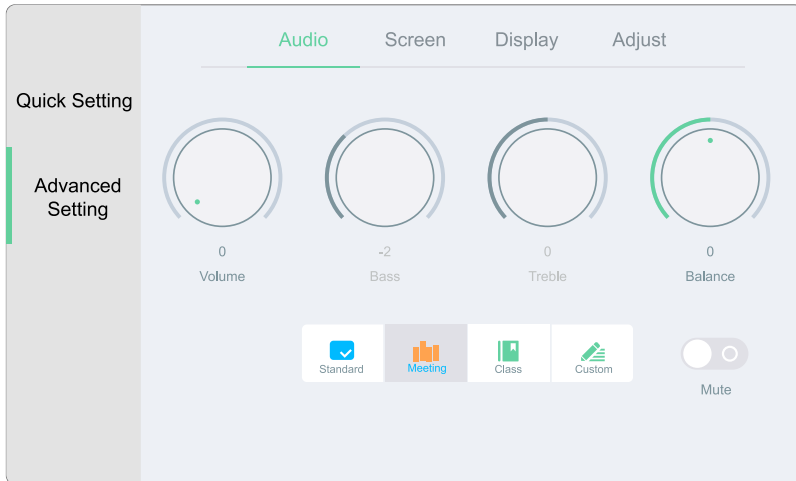 Audio Screen Display Adjust
Quick Setting
Advanced
Setting
0 -2 0 0
Volume Bass Treble Balance
Standard Meeting Class Custom
Mute